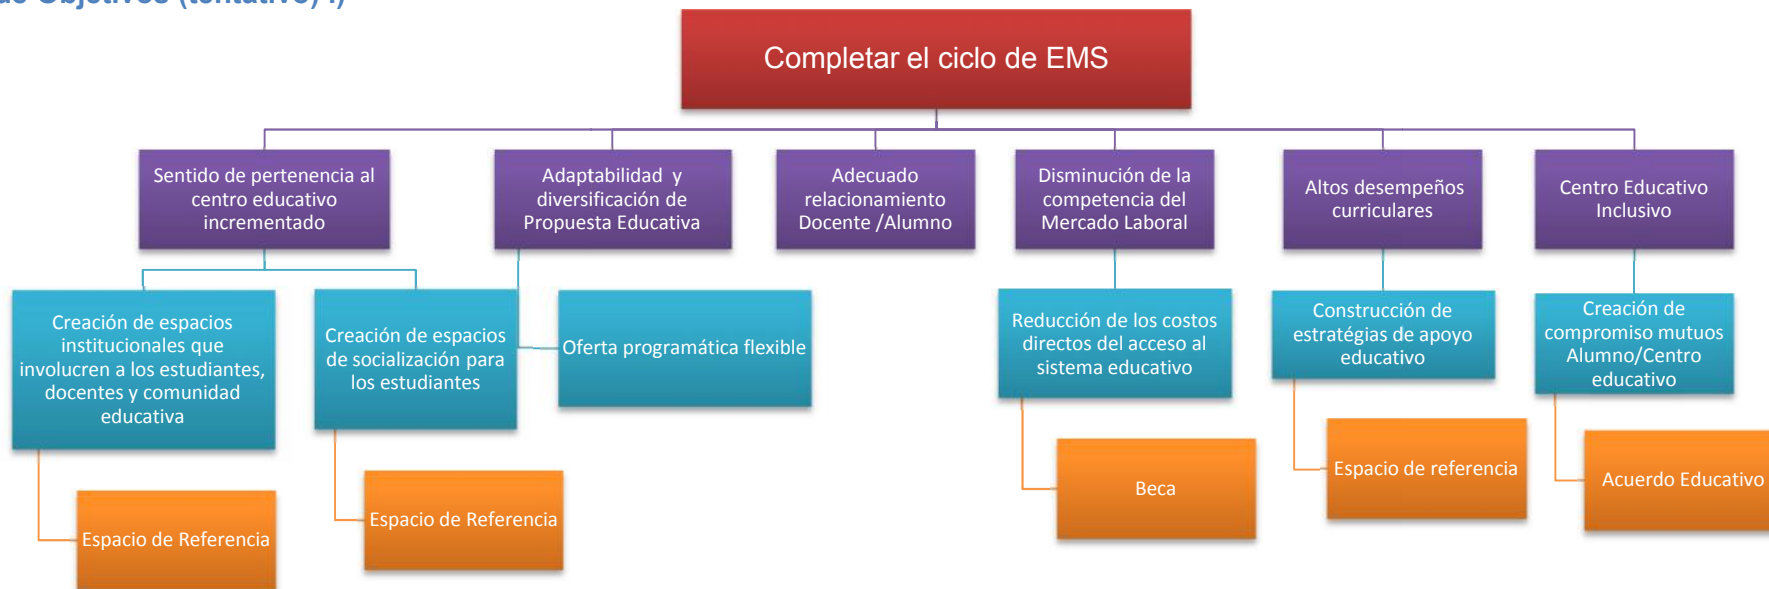 de Objetivos (tentativo) i)
Completar el ciclo de EMS
Sentido de pertenencia al
centro educativo
incrementado
Adaptabilidad y
diversificación de
Propuesta Educativa
Adecuado
relacionamiento
Docente /Alumno
Disminución de la
competencia del
Mercado Laboral
Altos desempeños
curriculares
Centro Educativo
Inclusivo
Creación de espacios
institucionales que
involucren a los estudiantes,
docentes y comunidad
educativa
Creación de espacios
de socialización para
los estudiantes
Oferta programática flexible
Reducción de los costos
directos del acceso al
sistema educativo
Construcción de
estratégias de apoyo
educativo
Creación de
compromiso mutuos
Alumno/Centro
educativo
Espacio de Referencia
Espacio de Referencia
Beca
Espacio de referencia
Acuerdo Educativo